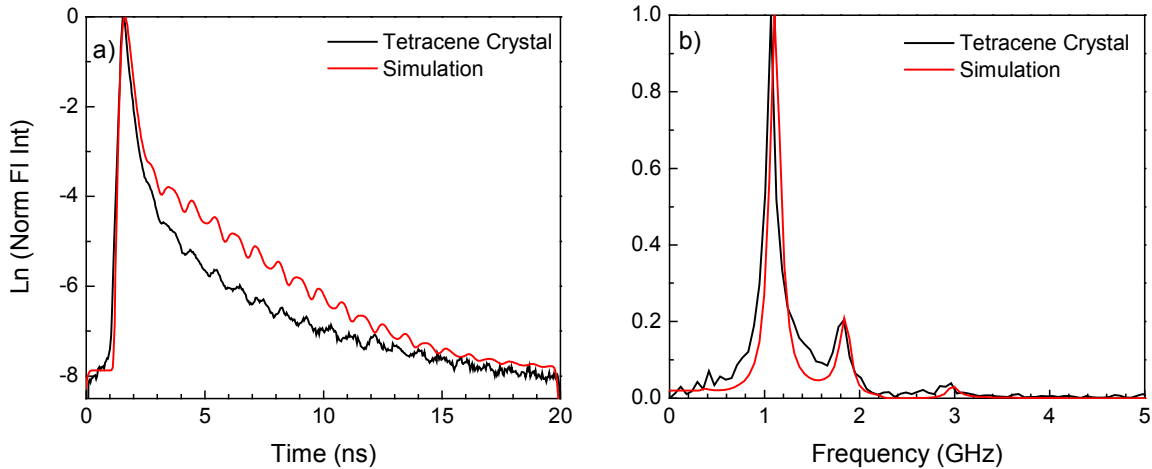 a)
Tetracene Crystal
Simulation
Ln (Norm Fl Int)
0
-2
-4
-6
-8
0
5
10
15
20
Time (ns)
b)
Tetracene Crystal
Simulation
1.0
0.8
0.6
0.4
0.2
0.0
0
1
2
3
4
5
Frequency (GHz)